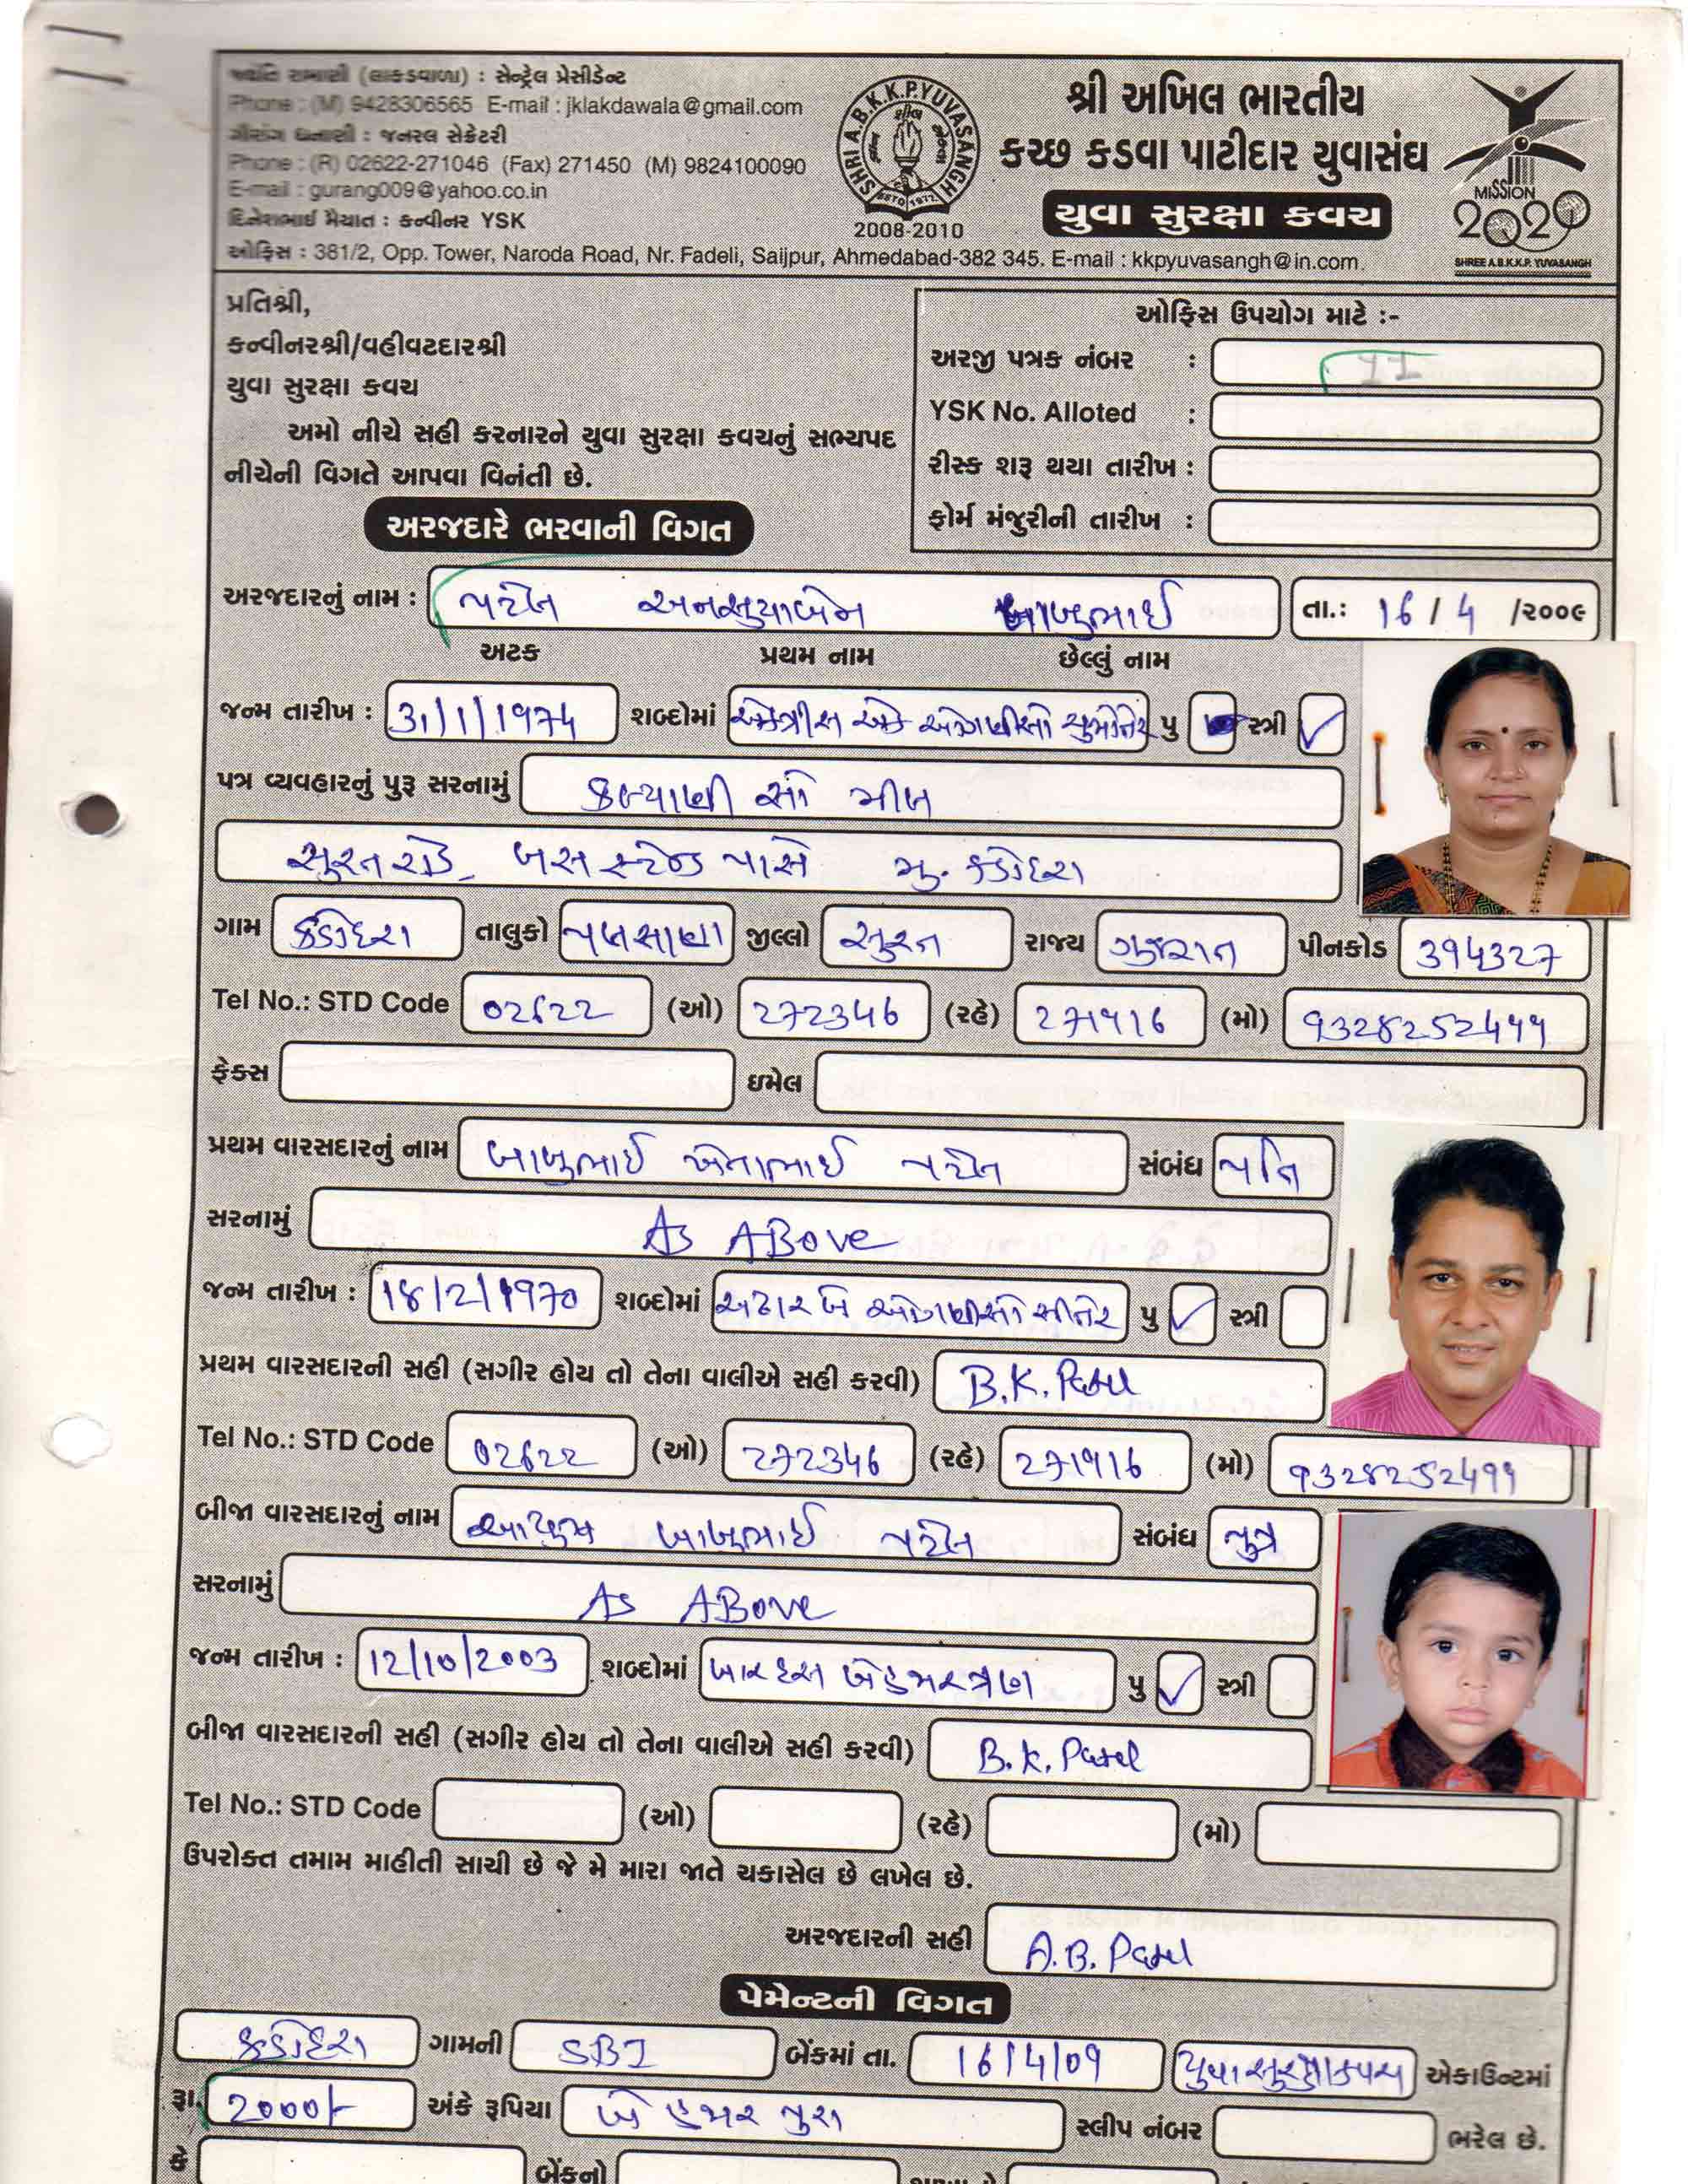 જયંતિ રામાણી (લાકડાવાળા) : સેન્ટ્રેલ પ્રેસીડેન્ટ
Phone : (M) 9428306565 E-mail : jklakdawala@gmail.com
ગૌરાંગ ધનાણી : જનરલ સેક્રેટરી
Phone : (R) 02622-271046 (Fax) 271450 (M) 9824100090
E-mail : gurang009@yahoo.co.in
કન્વીનર YSK
SHRI A.B.K.K.P. YUVASANGH
ESTD 1972
2008-2010
શ્રી અખિલ ભારતીય
કચ્છ કડવા પાટીદાર યુવાસંઘ
યુવા સુરક્ષા કવચ
MISSION
2020
SHREE A.B.K.K.P. YUVASANGH
ઓફિસ : 381/2, Opp. Tower, Naroda Road, Nr. Fadeli, Saijpur, Ahmedabad-382 345. E-mail : kkpyuvasangh@in.com.
પ્રતિશ્રી,
કન્વીનરશ્રી/વહીવટદારશ્રી
યુવા સુરક્ષા કવચ
અમો નીચે સહી કરનારને યુવા સુરક્ષા કવચનું સભ્યપદ
નીચેની વિગતે આપવા વિનંતી છે.
ઓફિસ ઉપયોગ માટે :-
અરજી પત્રક નંબર :
YSK No. Alloted :
રીસ્ક શરૂ થયા તારીખ :
ફોર્મ મંજુરીની તારીખ :
અરજદારે ભરવાની વિગત
અરજદારનું નામ : પટેલ અનસુયાબેન બાબુભાઈ તા.: 16 / 4 /૨૦૦૯
અટક પ્રથમ નામ છેલ્લું નામ
જન્મ તારીખ : 31/1/1974 શબ્દોમાં એકત્રીસ એક ઓગણીસો ચુમોતેર પુ સ્ત્રી ✓
પત્ર વ્યવહારનું પુરૂ સરનામું કલ્યાણી સો મીલ
સુરત રોડ, બસ સ્ટેન્ડ પાસે મુ. કડોદરા
ગામ કડોદરા તાલુકો પલસાણા જીલ્લો સુરત રાજ્ય ગુજરાત પીનકોડ 394327
Tel No.: STD Code 02622 (ઓ) 272346 (રહે) 271916 (મો)
ફેક્સ ઇમેલ
પ્રથમ વારસદારનું નામ બાબુભાઈ ખેતાભાઈ પટેલ સંબંધ પતિ
સરનામું As ABove
જન્મ તારીખ : 18/2/1970 શબ્દોમાં અઢાર બે ઓગણીસો સીતેર પુ ✓ સ્ત્રી
પ્રથમ વારસદારની સહી (સગીર હોય તો તેના વાલીએ સહી કરવી) B.K. Patel
Tel No.: STD Code 02622 (ઓ) 272346 (રહે) 271916 (મો)
બીજા વારસદારનું નામ બાબુભાઈ પટેલ સંબંધ પુત્ર
સરનામું As ABove
જન્મ તારીખ : 12/10/2003 શબ્દોમાં બાર દસ બે હજાર ત્રણ પુ ✓ સ્ત્રી
બીજા વારસદારની સહી (સગીર હોય તો તેના વાલીએ સહી કરવી) B.K. Patel
Tel No.: STD Code (ઓ) (રહે) (મો)
ઉપરોક્ત તમામ માહીતી સાચી છે જે મે મારા જાતે ચકાસેલ છે લખેલ છે.
અરજદારની સહી A.B. Patel
પેમેન્ટની વિગત
કડોદરા ગામની SBI બેંકમાં તા. 16/4/09 યુવા સુરક્ષા કવચ એકાઉન્ટમાં
રૂા. 2000/- અંકે રૂપિયા બે હજાર પુરા સ્લીપ નંબર ભરેલ છે.
કે બેંકનો